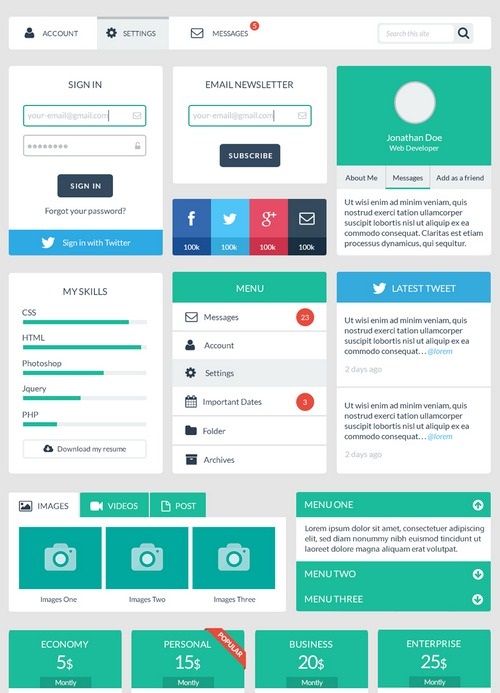 ACCOUNT
SETTINGS
MESSAGES
5
Search this site
SIGN IN
your-email@gmail.com
SIGN IN
Forgot your password?
Sign in with Twitter
EMAIL NEWSLETTER
your-email@gmail.com
SUBSCRIBE
f
g+
100k
100k
100k
100k
Jonathan Doe
Web Developer
About Me
Messages
Add as a friend
Ut wisi enim ad minim veniam, quis
nostrud exerci tation ullamcorper
suscipit lobortis nisl ut aliquip ex ea
commodo consequat. Claritas est etiam
processus dynamicus, qui sequitur.
MY SKILLS
CSS
HTML
Photoshop
Jquery
PHP
Download my resume
MENU
Messages
23
Account
Settings
Important Dates
3
Folder
Archives
LATEST TWEET
Ut wisi enim ad minim veniam, quis
nostrud exerci tation ullamcorper
suscipit lobortis nisl ut aliquip ex ea
commodo consequat... @lorem
2 days ago
Ut wisi enim ad minim veniam, quis
nostrud exerci tation ullamcorper
suscipit lobortis nisl ut aliquip ex ea
commodo consequat... @lorem
2 days ago
IMAGES
VIDEOS
POST
Images One
Images Two
Images Three
MENU ONE
Lorem ipsum dolor sit amet, consectetuer adipiscing
elit, sed diam nonummy nibh euismod tincidunt ut
laoreet dolore magna aliquam erat volutpat.
MENU TWO
MENU THREE
ECONOMY
5$
Montly
PERSONAL
POPULAR
15$
Montly
BUSINESS
20$
Montly
ENTERPRISE
25$
Montly